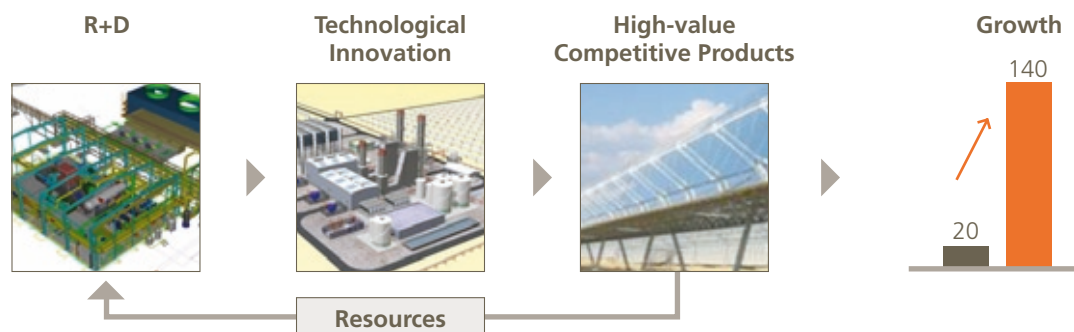 R+D
Technological
Innovation
High-value
Competitive Products
Growth
140
20
Resources